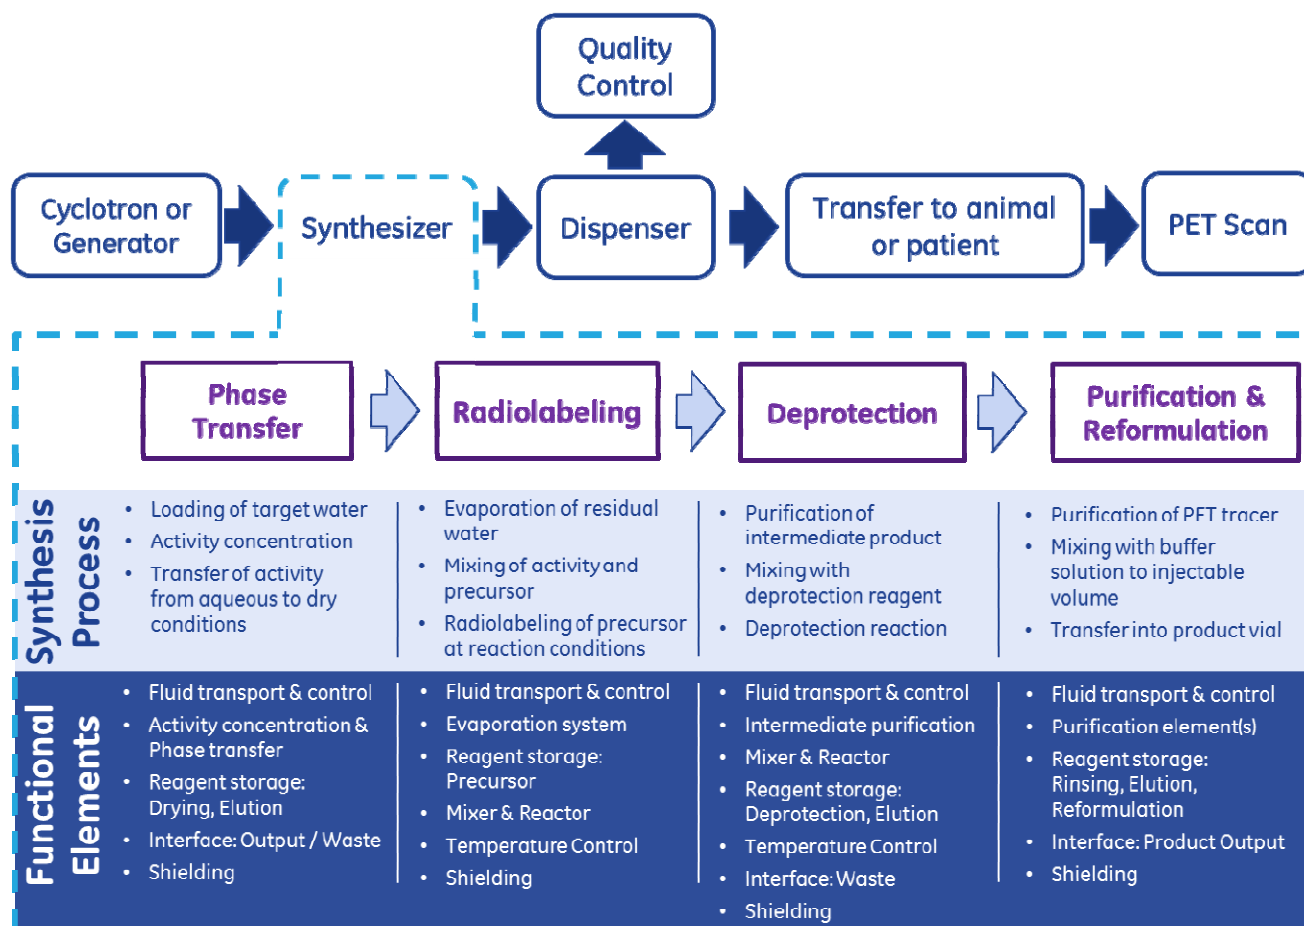 Quality
Control
Cyclotron or
Generator
Synthesizer
Dispenser
Transfer to animal
or patient
PET Scan
Phase
Transfer
Radiolabeling
Deprotection
Purification &
Reformulation
Synthesis
Process
• Loading of target water
• Activity concentration
• Transfer of activity
from aqueous to dry
conditions
• Evaporation of residual
water
• Mixing of activity and
precursor
• Radiolabeling of precursor
at reaction conditions
• Purification of
intermediate product
• Mixing with
deprotection reagent
• Deprotection reaction
• Purification of PET tracer
• Mixing with buffer
solution to injectable
volume
• Transfer into product vial
Functional
Elements
• Fluid transport & control
• Activity concentration &
Phase transfer
• Reagent storage:
Drying, Elution
• Interface: Output / Waste
• Shielding
• Fluid transport & control
• Evaporation system
• Reagent storage:
Precursor
• Mixer & Reactor
• Temperature Control
• Shielding
• Fluid transport & control
• Intermediate purification
• Mixer & Reactor
• Reagent storage:
Deprotection, Elution
• Temperature Control
• Interface: Waste
• Shielding
• Fluid transport & control
• Purification element(s)
• Reagent storage:
Rinsing, Elution,
Reformulation
• Interface: Product Output
• Shielding